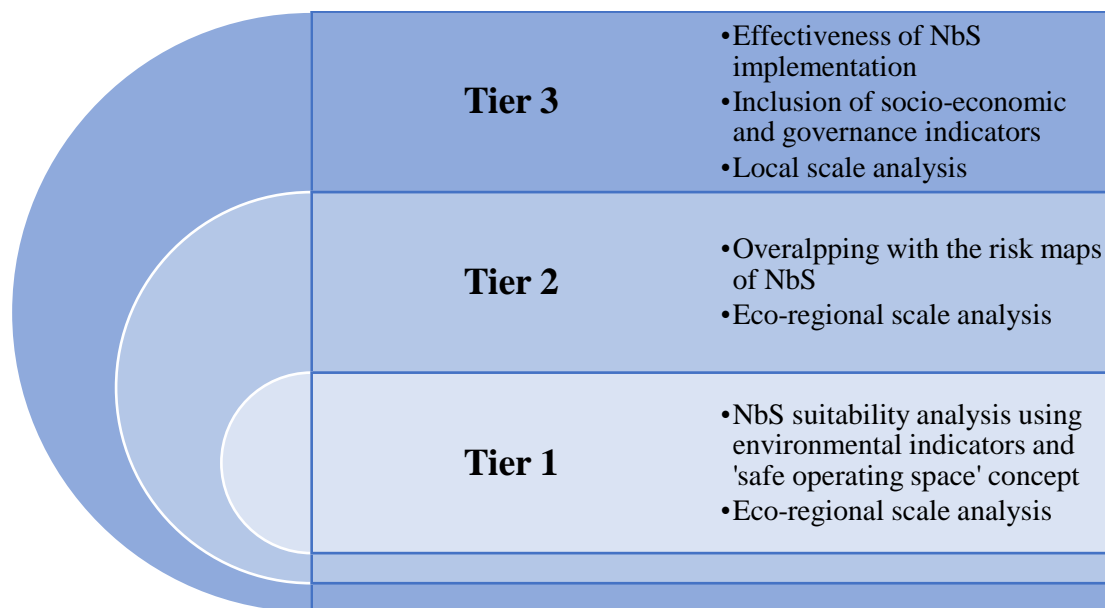 Tier 3
•Effectiveness of NbS
implementation
•Inclusion of socio-economic
and governance indicators
•Local scale analysis
Tier 2
•Overalpping with the risk maps
of NbS
•Eco-regional scale analysis
Tier 1
•NbS suitability analysis using
environmental indicators and
'safe operating space' concept
•Eco-regional scale analysis